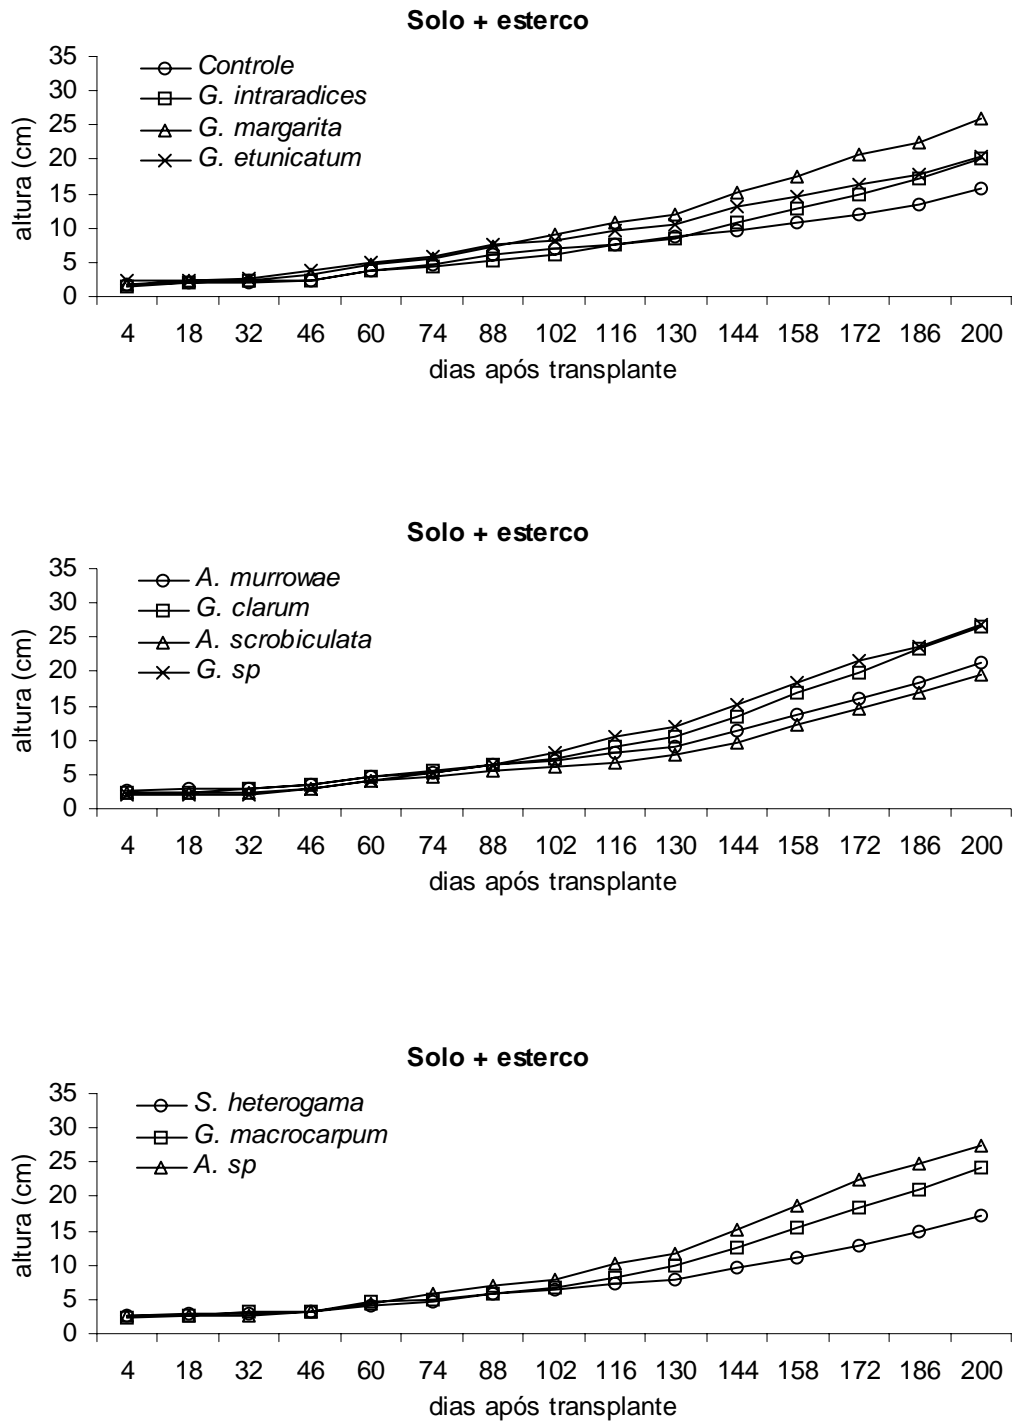 Solo + esterco
35
30
25
20
15
10
5
0
altura (cm)
Controle
G. intraradices
G. margarita
G. etunicatum
4 18 32 46 60 74 88 102 116 130 144 158 172 186 200
dias após transplante
Solo + esterco
35
30
25
20
15
10
5
0
altura (cm)
A. murrowae
G. clarum
A. scrobiculata
G. sp
4 18 32 46 60 74 88 102 116 130 144 158 172 186 200
dias após transplante
Solo + esterco
35
30
25
20
15
10
5
0
altura (cm)
S. heterogama
G. macrocarpum
A. sp
4 18 32 46 60 74 88 102 116 130 144 158 172 186 200
dias após transplante